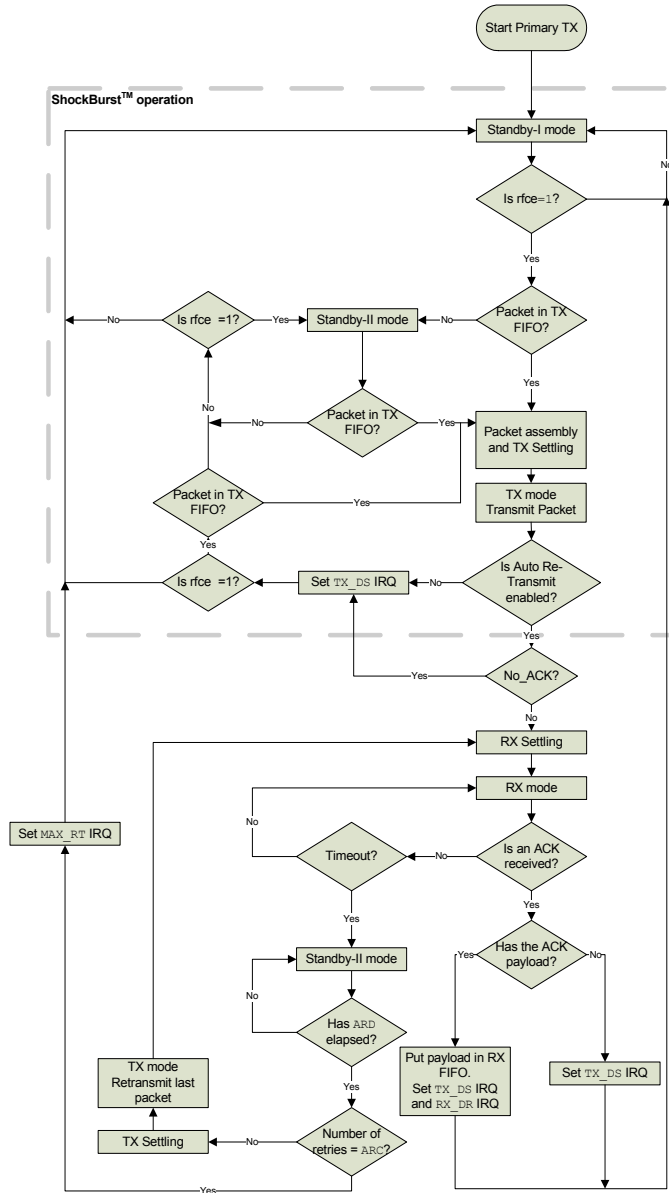 Start Primary TX
ShockBurst™ operation
Standby-I mode
No
Is rfce=1?
Yes
Is rfce =1?
No
Yes
Standby-II mode
No
Packet in TX
FIFO?
Yes
No
Packet in TX
FIFO?
No
Yes
Packet assembly
and TX Settling
Packet in TX
FIFO?
Yes
TX mode
Transmit Packet
Yes
Is rfce =1?
Set TX_DS IRQ
No
Is Auto Re-
Transmit
enabled?
Yes
Yes
No_ACK?
No
RX Settling
RX mode
Set MAX_RT IRQ
No
Timeout?
No
Is an ACK
received?
Yes
Yes
Standby-II mode
Yes
Has the ACK
payload?
No
No
Has ARD
elapsed?
Yes
TX mode
Retransmit last
packet
Put payload in RX
FIFO.
Set TX_DS IRQ
and RX_DR IRQ
Set TX_DS IRQ
TX Settling
No
Number of
retries = ARC?
Yes